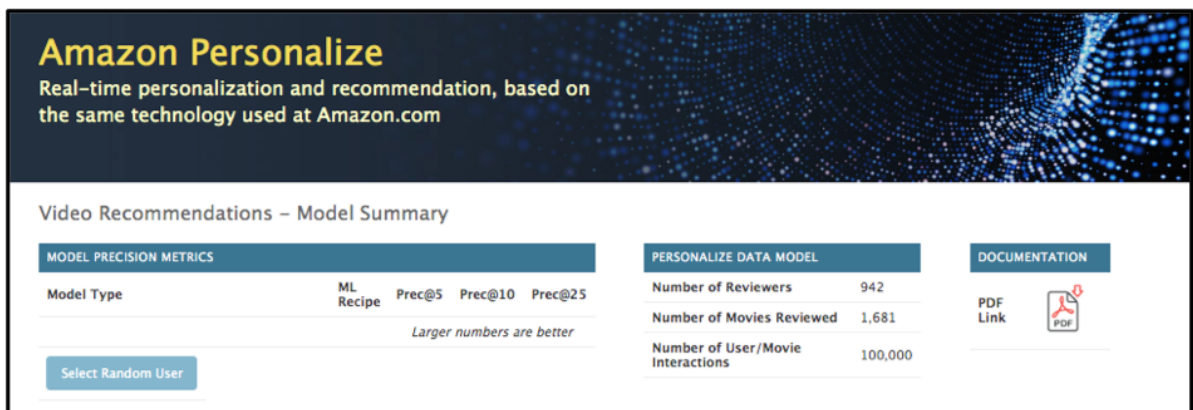 Amazon Personalize
Real-time personalization and recommendation, based on
the same technology used at Amazon.com
Video Recommendations – Model Summary
MODEL PRECISION METRICS
Model Type
ML
Recipe
Prec@5
Prec@10
Prec@25
Larger numbers are better
Select Random User
PERSONALIZE DATA MODEL
Number of Reviewers 942
Number of Movies Reviewed 1,681
Number of User/Movie
Interactions
100,000
DOCUMENTATION
PDF
Link
PDF